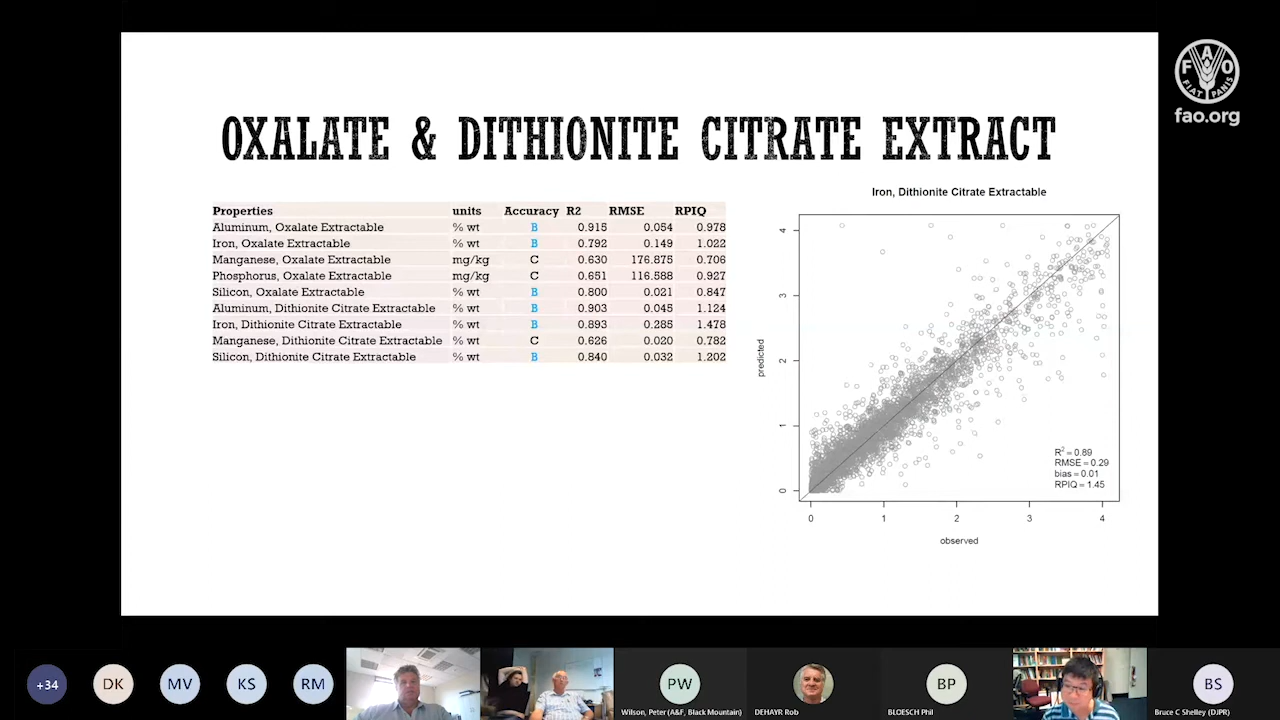 FAO
FIAT PANIS
fao.org
OXALATE & DITHIONITE CITRATE EXTRACT
Properties units Accuracy R2 RMSE RPIQ
Aluminum, Oxalate Extractable % wt B 0.915 0.054 0.978
Iron, Oxalate Extractable % wt B 0.792 0.149 1.022
Manganese, Oxalate Extractable mg/kg C 0.630 176.875 0.706
Phosphorus, Oxalate Extractable mg/kg C 0.651 116.588 0.927
Silicon, Oxalate Extractable % wt B 0.800 0.021 0.847
Aluminum, Dithionite Citrate Extractable % wt B 0.903 0.045 1.124
Iron, Dithionite Citrate Extractable % wt B 0.893 0.285 1.478
Manganese, Dithionite Citrate Extractable % wt C 0.626 0.020 0.782
Silicon, Dithionite Citrate Extractable % wt B 0.840 0.032 1.202
Iron, Dithionite Citrate Extractable
4
3
2
1
0
predicted
R² = 0.89
RMSE = 0.29
bias = 0.01
RPIQ = 1.45
0 1 2 3 4
observed
+34 DK MV KS RM PW BP BS
Wilson, Peter (A&F, Black Mountain) DEHAYR Rob BLOESCH Phil Bruce C Shelley (DJPR)